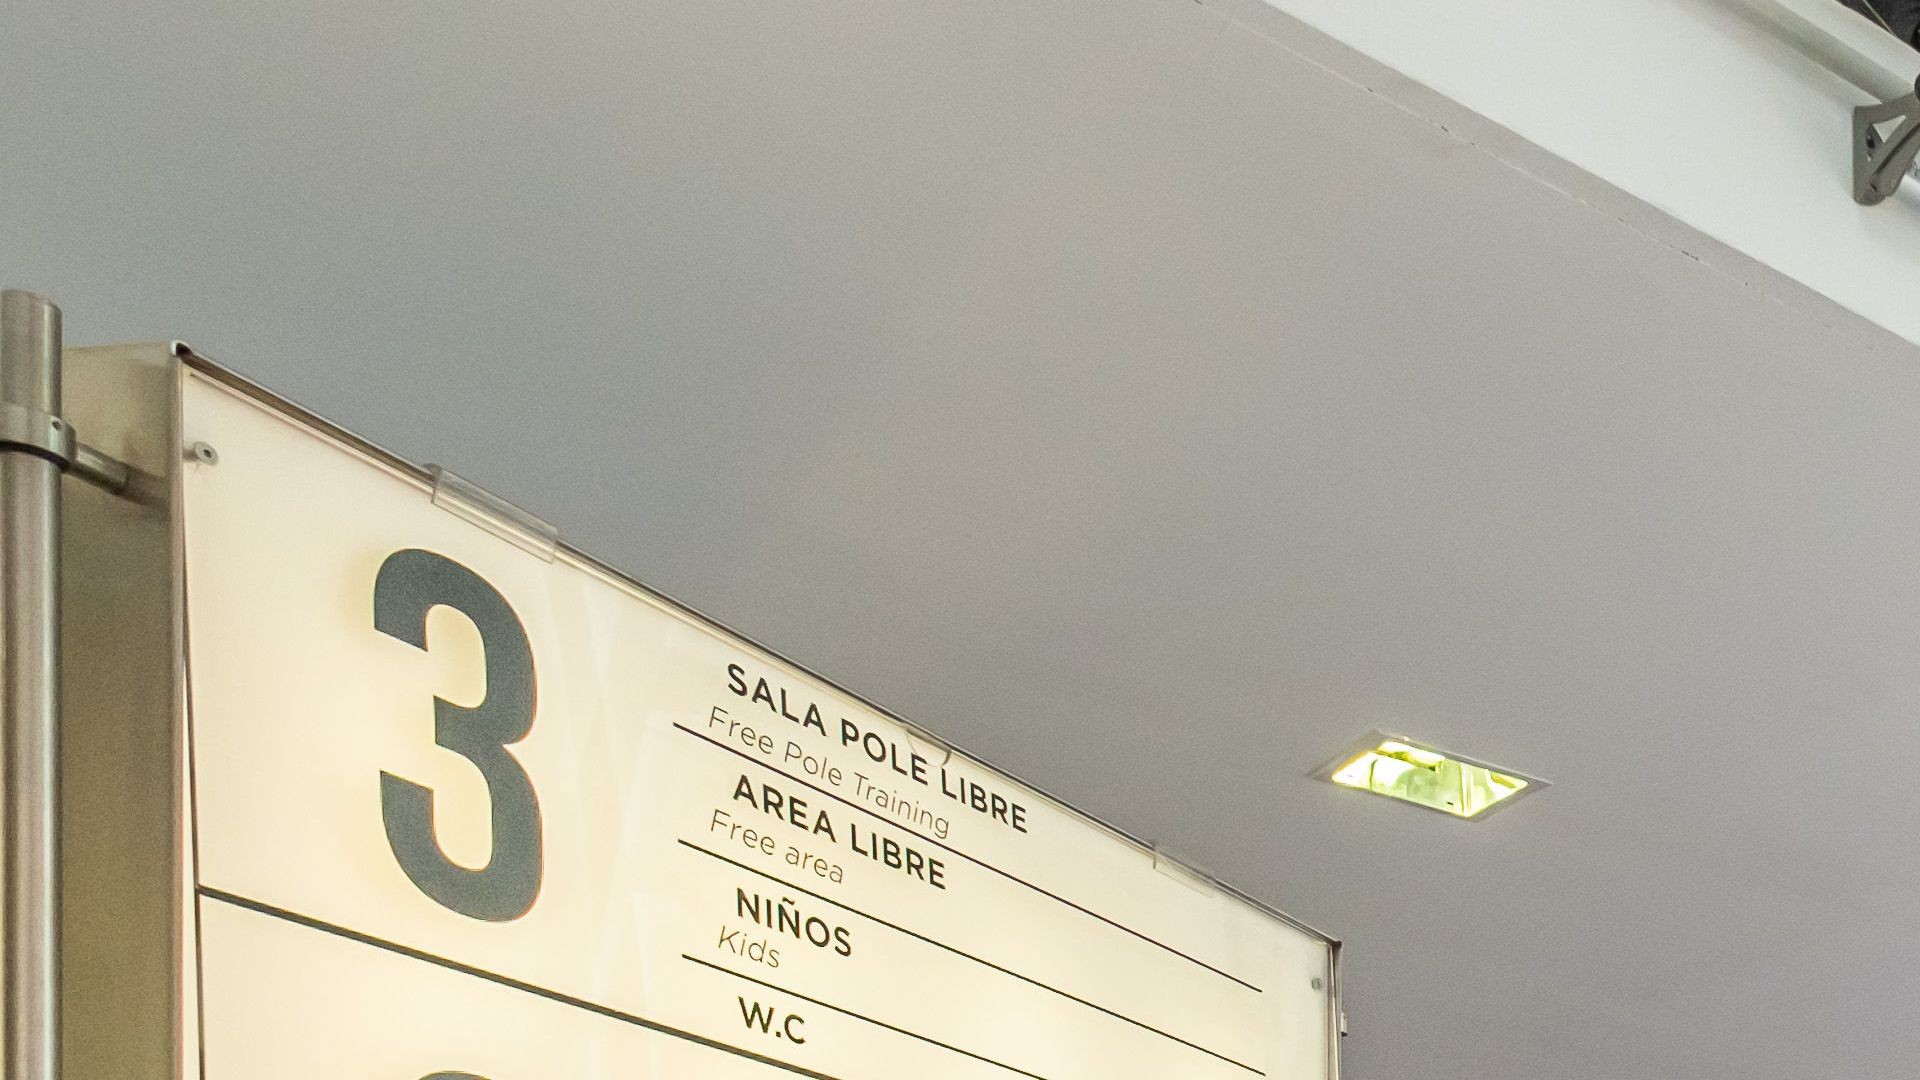 3
SALA POLE LIBRE
Free Pole Training
AREA LIBRE
Free area
NIÑOS
Kids
W.C